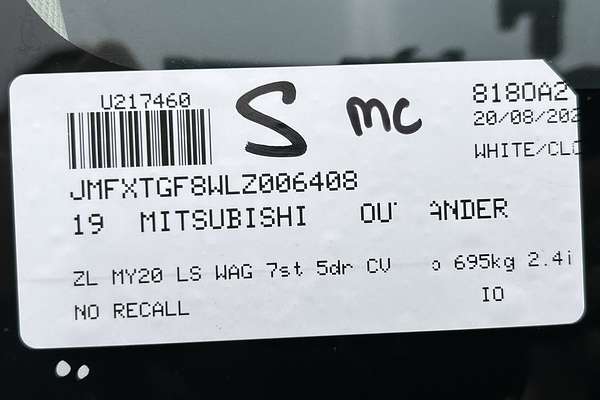 U217460
S mc
8180A2
20/08/202
WHITE/CLO
JMFXTGF8WLZ006408
19 MITSUBISHI OU ANDER
ZL MY20 LS WAG 7st 5dr CV o 695kg 2.4i
NO RECALL IO